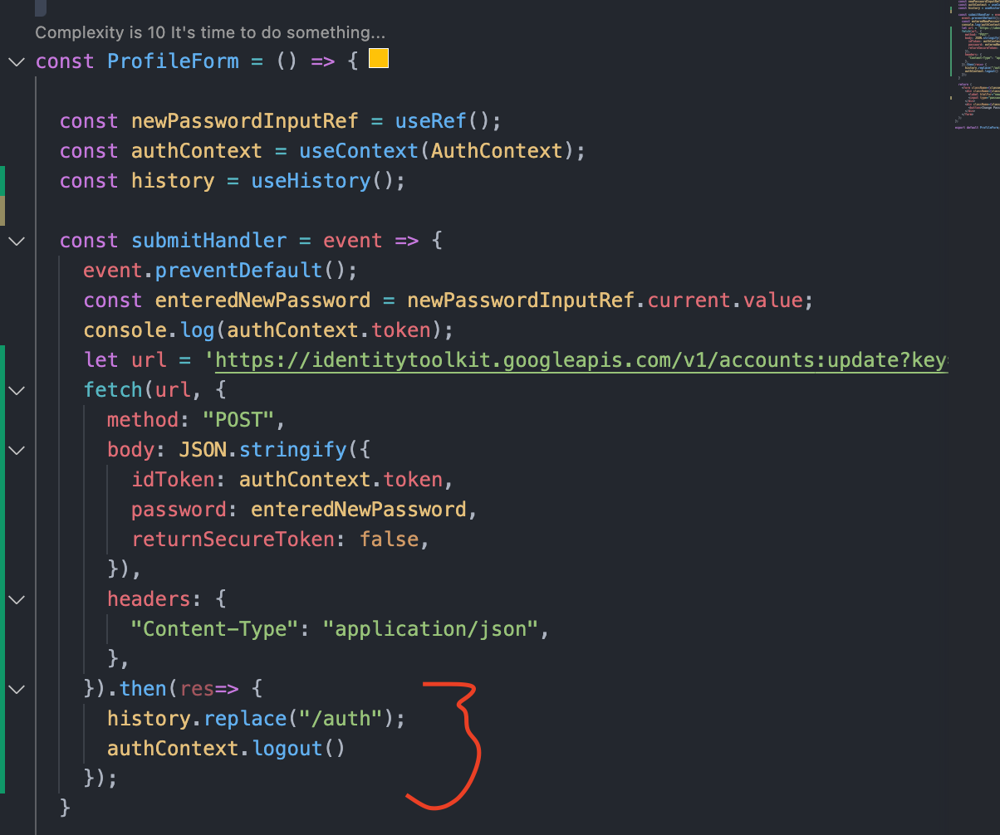 Complexity is 10 It's time to do something...
const ProfileForm = () => {
const newPasswordInputRef = useRef();
const authContext = useContext(AuthContext);
const history = useHistory();
const submitHandler = event => {
event.preventDefault();
const enteredNewPassword = newPasswordInputRef.current.value;
console.log(authContext.token);
let url = 'https://identitytoolkit.googleapis.com/v1/accounts:update?key=
fetch(url, {
method: "POST",
body: JSON.stringify({
idToken: authContext.token,
password: enteredNewPassword,
returnSecureToken: false,
}),
headers: {
"Content-Type": "application/json",
},
}).then(res=> {
history.replace("/auth");
authContext.logout()
});
}